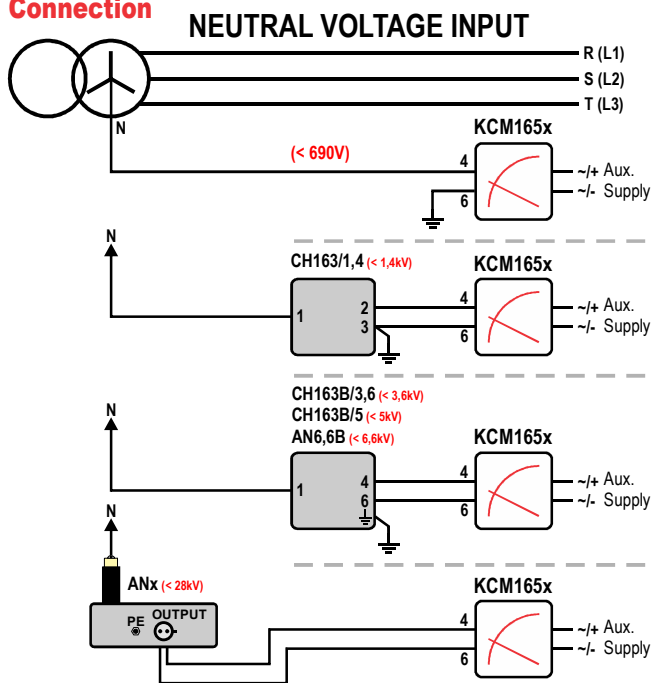 Connection
NEUTRAL VOLTAGE INPUT
R (L1)
S (L2)
T (L3)
N
KCM165x
(< 690V)
4
~/+ Aux.
~/- Supply
6
N
CH163/1,4 (< 1,4kV)
KCM165x
1
2
3
4
6
~/+ Aux.
~/- Supply
CH163B/3,6 (< 3,6kV)
CH163B/5 (< 5kV)
AN6,6B (< 6,6kV)
N
KCM165x
1
4
6
4
6
~/+ Aux.
~/- Supply
N
ANx (< 28kV)
KCM165x
PE
OUTPUT
4
6
~/+ Aux.
~/- Supply